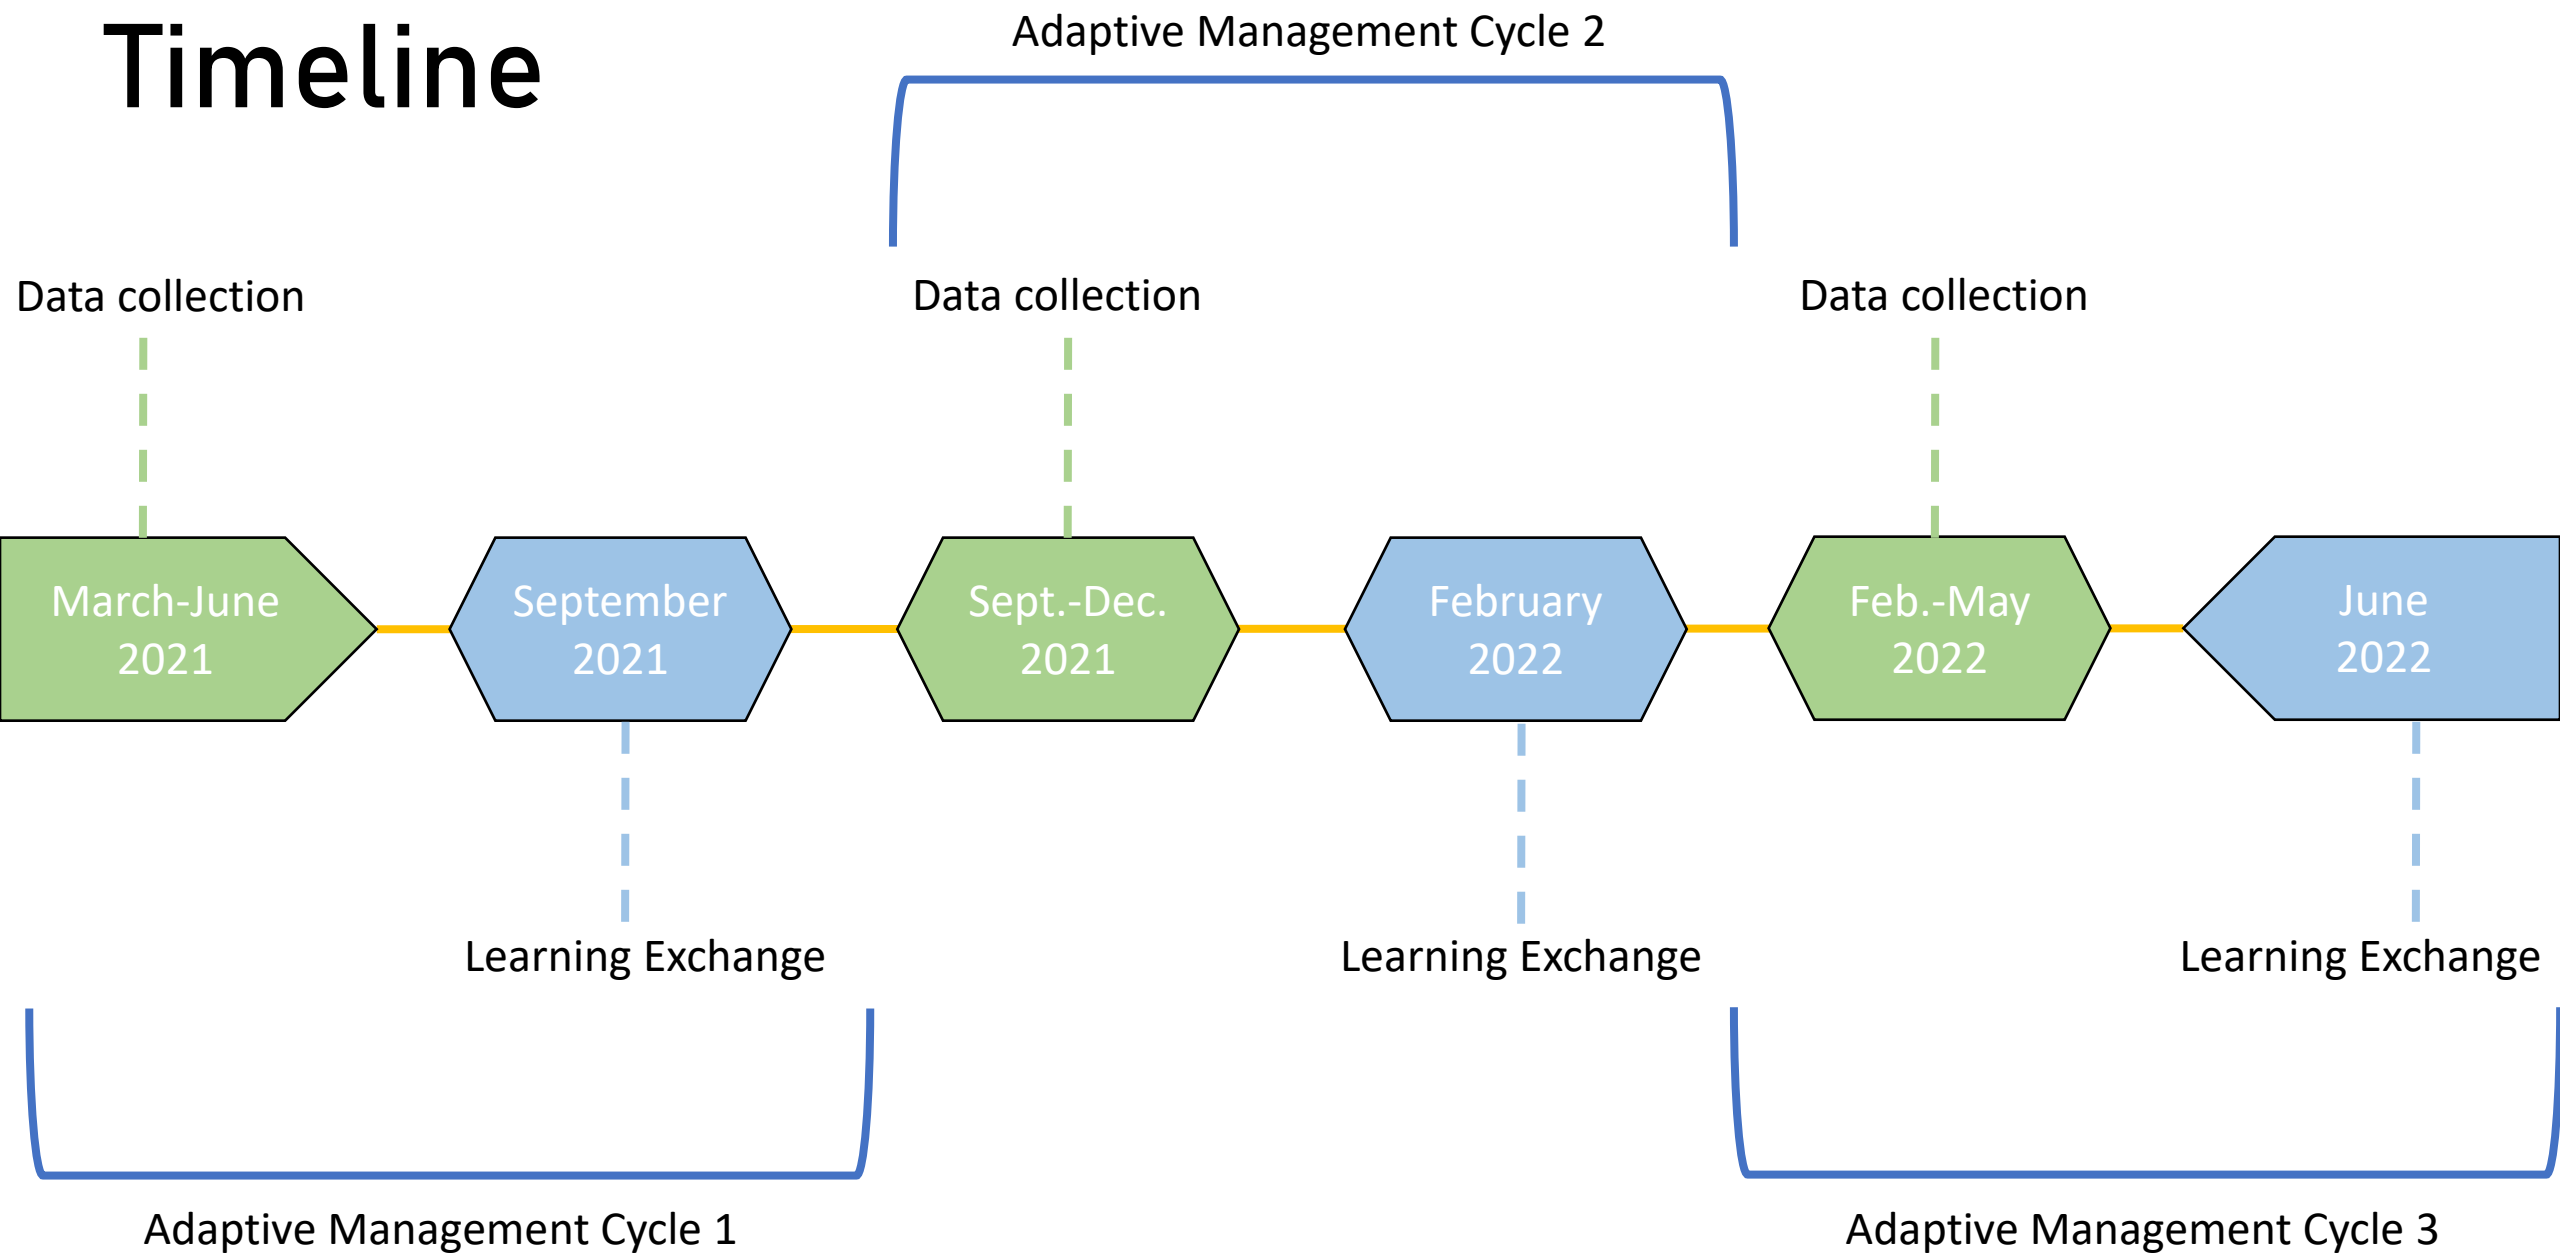 Timeline
Adaptive Management Cycle 2
Data collection
Data collection
Data collection
March-June
2021
September
2021
Sept.-Dec.
2021
February
2022
Feb.-May
2022
June
2022
Learning Exchange
Learning Exchange
Learning Exchange
Adaptive Management Cycle 1
Adaptive Management Cycle 3